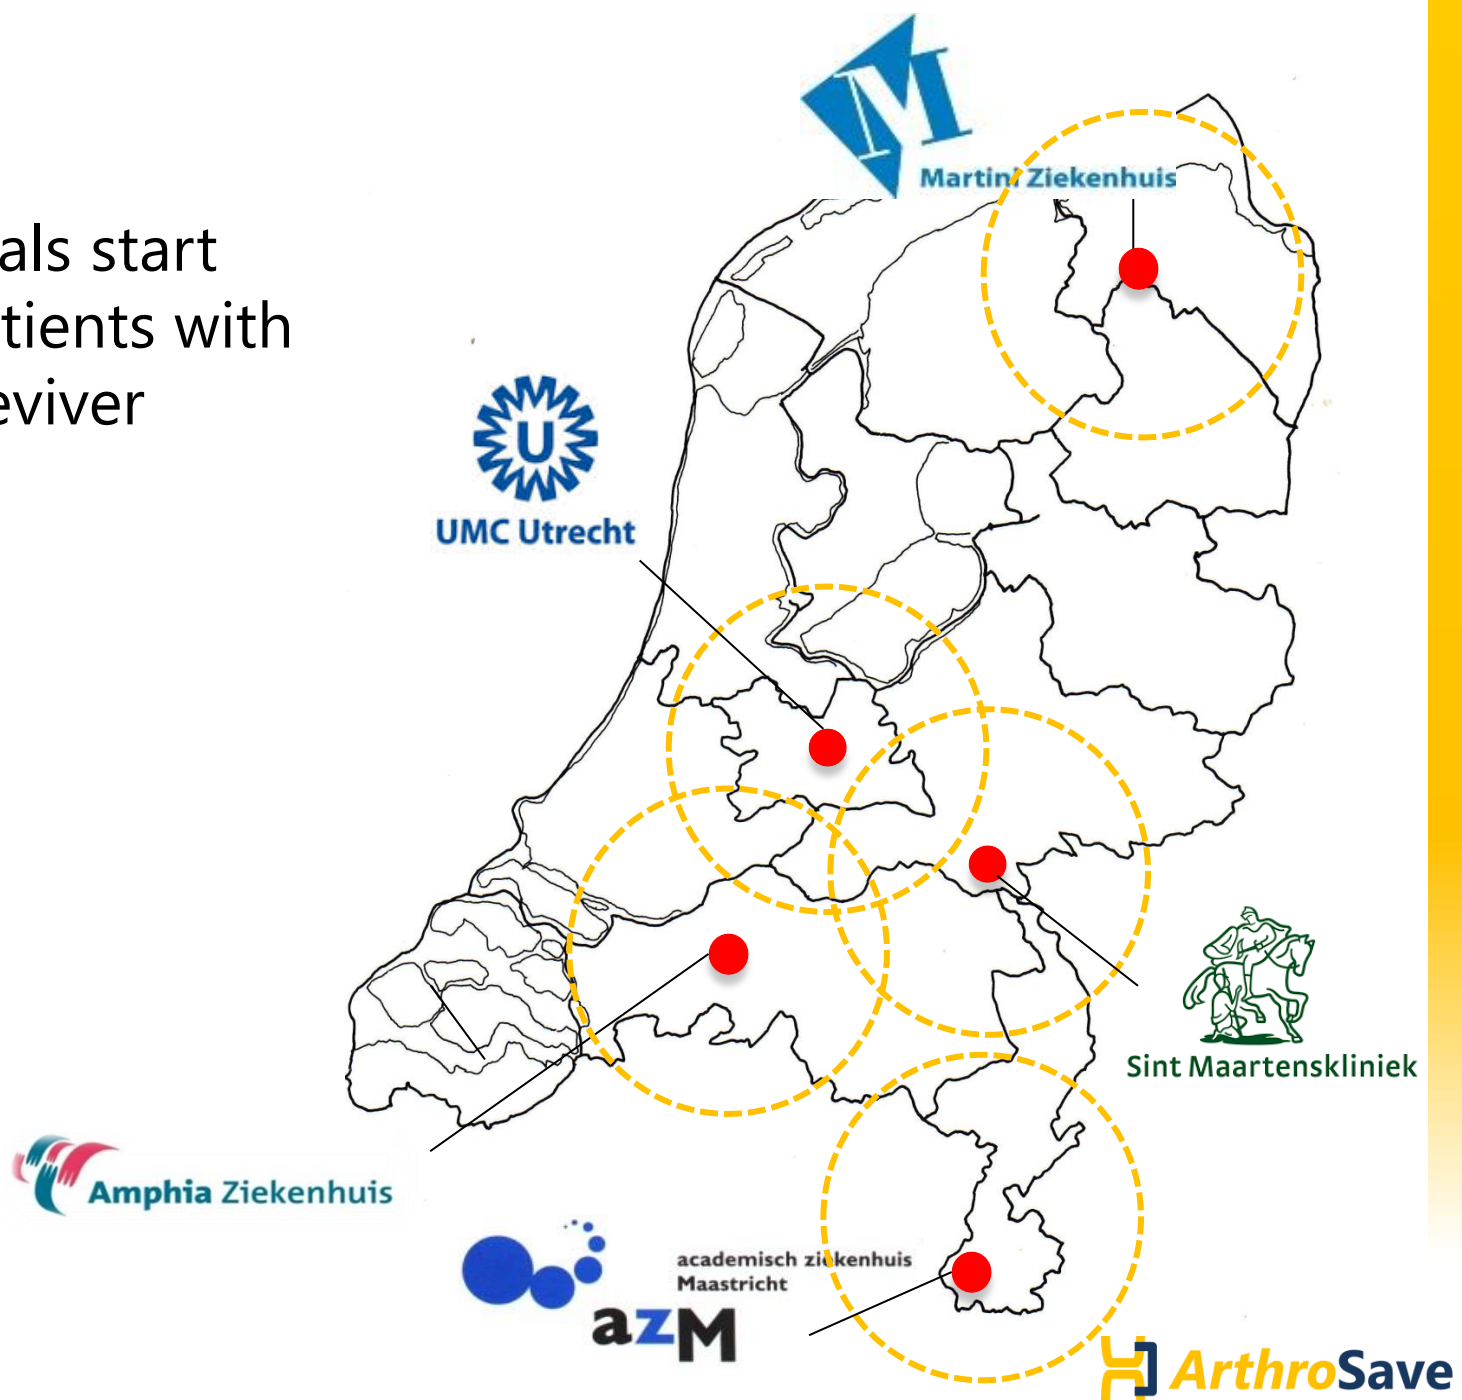 M
Martini Ziekenhuis
als start
tients with
eviver
U
UMC Utrecht
Sint Maartenskliniek
Amphia Ziekenhuis
academisch ziekenhuis
Maastricht
azM
ArthroSave